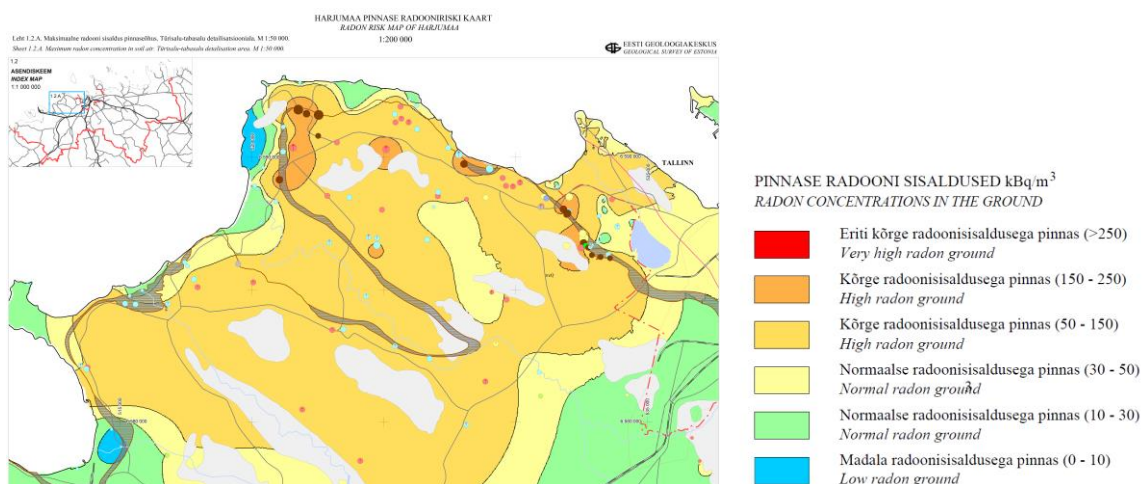 HARJUMAA PINNASE RADOONIRISKI KAART
RADON RISK MAP OF HARJUMAA
1:200 000
Leht 1.2.A. Maksimaalne radooni sisaldus pinnaseõhus, Türisalu-tabasalu detailisatsiooniala, M 1:50 000.
Sheet 1.2.A. Maximum radon concentration in soil air. Türisalu-tabasalu detailisation area. M 1:50 000
EESTI GEOLOOGIAKESKUS
GEOLOGICAL SURVEY OF ESTONIA
1.2
ASENDISKEEM
INDEX MAP
1:1 000 000
1.2.A
TALLINN
PINNASE RADOONI SISALDUSED kBq/m³
RADON CONCENTRATIONS IN THE GROUND
Eriti kõrge radoonisisaldusega pinnas (>250)
Very high radon ground
Kõrge radoonisisaldusega pinnas (150 - 250)
High radon ground
Kõrge radoonisisaldusega pinnas (50 - 150)
High radon ground
Normaalse radoonisisaldusega pinnas (30 - 50)
Normal radon ground
3
Normaalse radoonisisaldusega pinnas (10 - 30)
Normal radon ground
Madala radoonisisaldusega pinnas (0 - 10)
Low radon ground